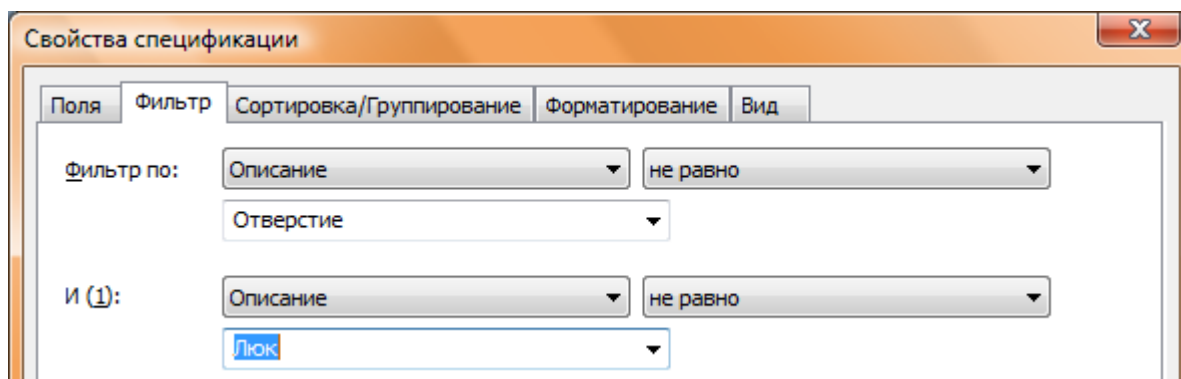 Свойства спецификации
Поля Фильтр Сортировка/Группирование Форматирование Вид
Фильтр по: Описание не равно
Отверстие
И (1): Описание не равно
Люк